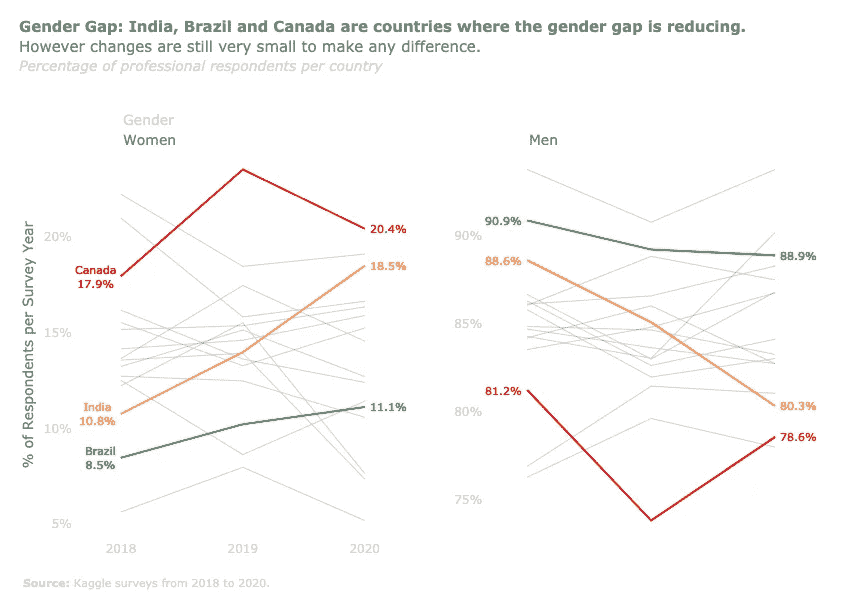 Gender Gap: India, Brazil and Canada are countries where the gender gap is reducing.
However changes are still very small to make any difference.
Percentage of professional respondents per country
Gender
Women
Men
% of Respondents per Survey Year
20%
15%
10%
5%
Canada
17.9%
India
10.8%
Brazil
8.5%
20.4%
18.5%
11.1%
2018
2019
2020
90%
85%
80%
75%
90.9%
88.6%
81.2%
88.9%
80.3%
78.6%
Source: Kaggle surveys from 2018 to 2020.